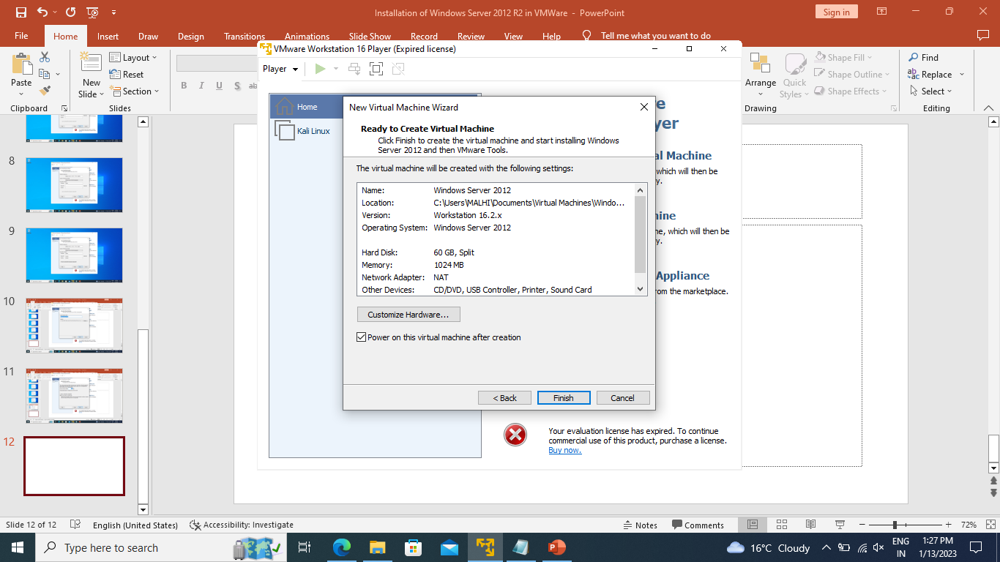 Installation of Windows Server 2012 R2 in VMWare - PowerPoint
Sign in
File
Home
Insert
Draw
Design
Transitions
Animations
Slide Show
Record
Review
View
Help
Tell me what you want to do
Paste
Clipboard
New
Slide
Layout
Reset
Section
Slides
B
I
U
S
ab
Arrange
Quick
Styles
Shape Fill
Shape Outline
Shape Effects
Drawing
Find
Replace
Select
Editing
VMware Workstation 16 Player (Expired license)
Player
Home
Kali Linux
New Virtual Machine Wizard
Ready to Create Virtual Machine
Click Finish to create the virtual machine and start installing Windows
Server 2012 and then VMware Tools.
The virtual machine will be created with the following settings:
Name: Windows Server 2012
Location: C:\Users\MALHI\Documents\Virtual Machines\Windo...
Version: Workstation 16.2.x
Operating System: Windows Server 2012
Hard Disk: 60 GB, Split
Memory: 1024 MB
Network Adapter: NAT
Other Devices: CD/DVD, USB Controller, Printer, Sound Card
Customize Hardware...
Power on this virtual machine after creation
< Back
Finish
Cancel
e
yer
al Machine
, which will then be
y.
hine
ne, which will then be
y.
Appliance
rom the marketplace.
Your evaluation license has expired. To continue
commercial use of this product, purchase a license.
Buy now.
8
9
10
11
12
Slide 12 of 12
English (United States)
Accessibility: Investigate
Notes
Comments
72%
Type here to search
16°C Cloudy
ENG
IN
1:27 PM
1/13/2023